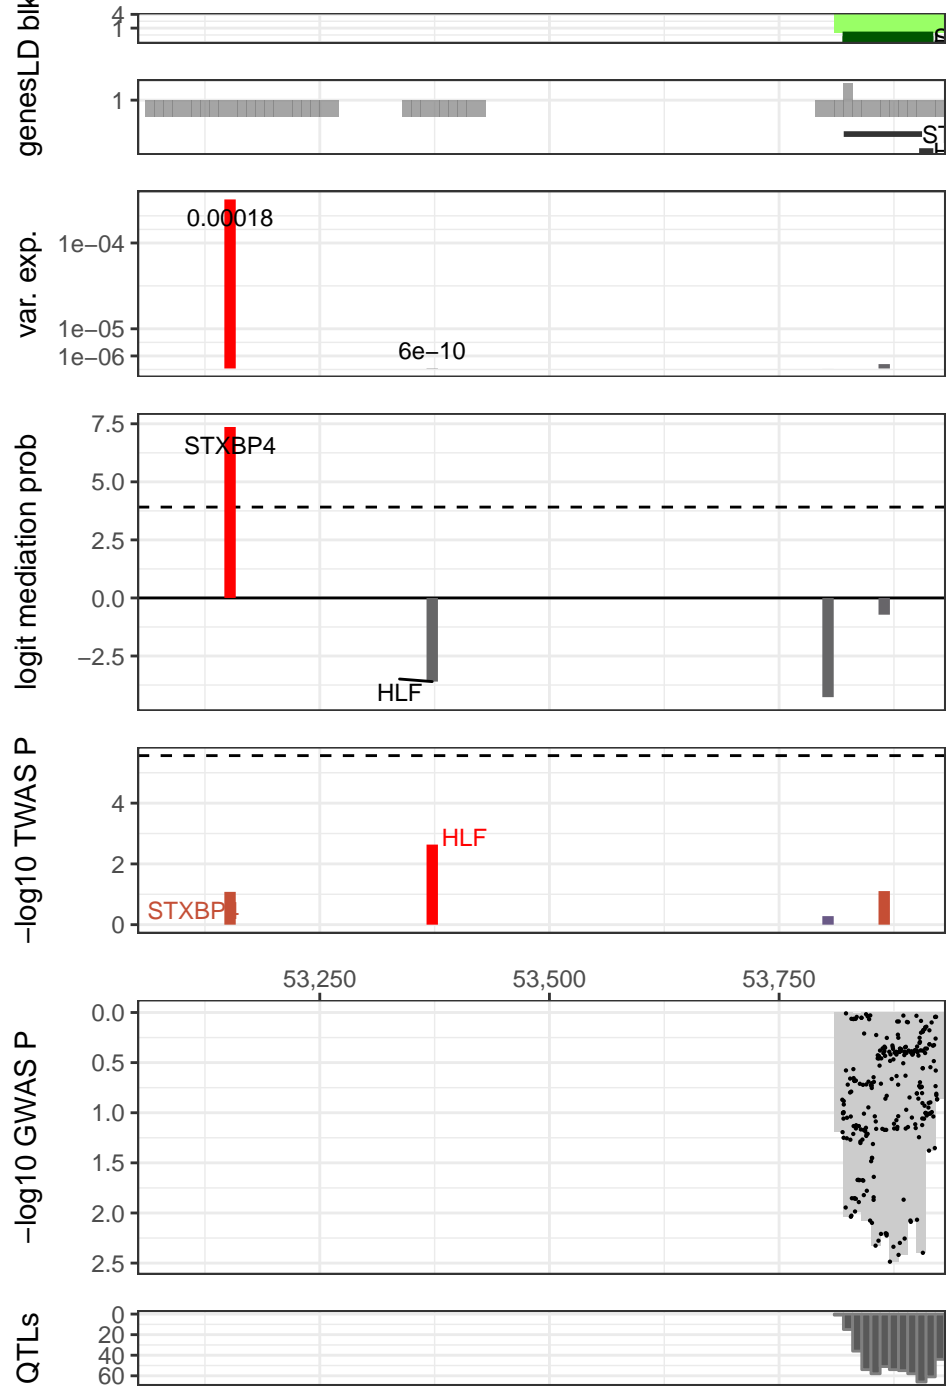 LD blk
4
1
genes
1
ST
var. exp.
0.00018
1e−04
1e−05
6e−10
1e−06
logit mediation prob
7.5
STXBP4
5.0
2.5
0.0
−2.5
HLF
−log10 TWAS P
4
HLF
2
STXBP4
0
53,250 53,500 53,750
−log10 GWAS P
0.0
0.5
1.0
1.5
2.0
2.5
QTLs
0
20
40
60